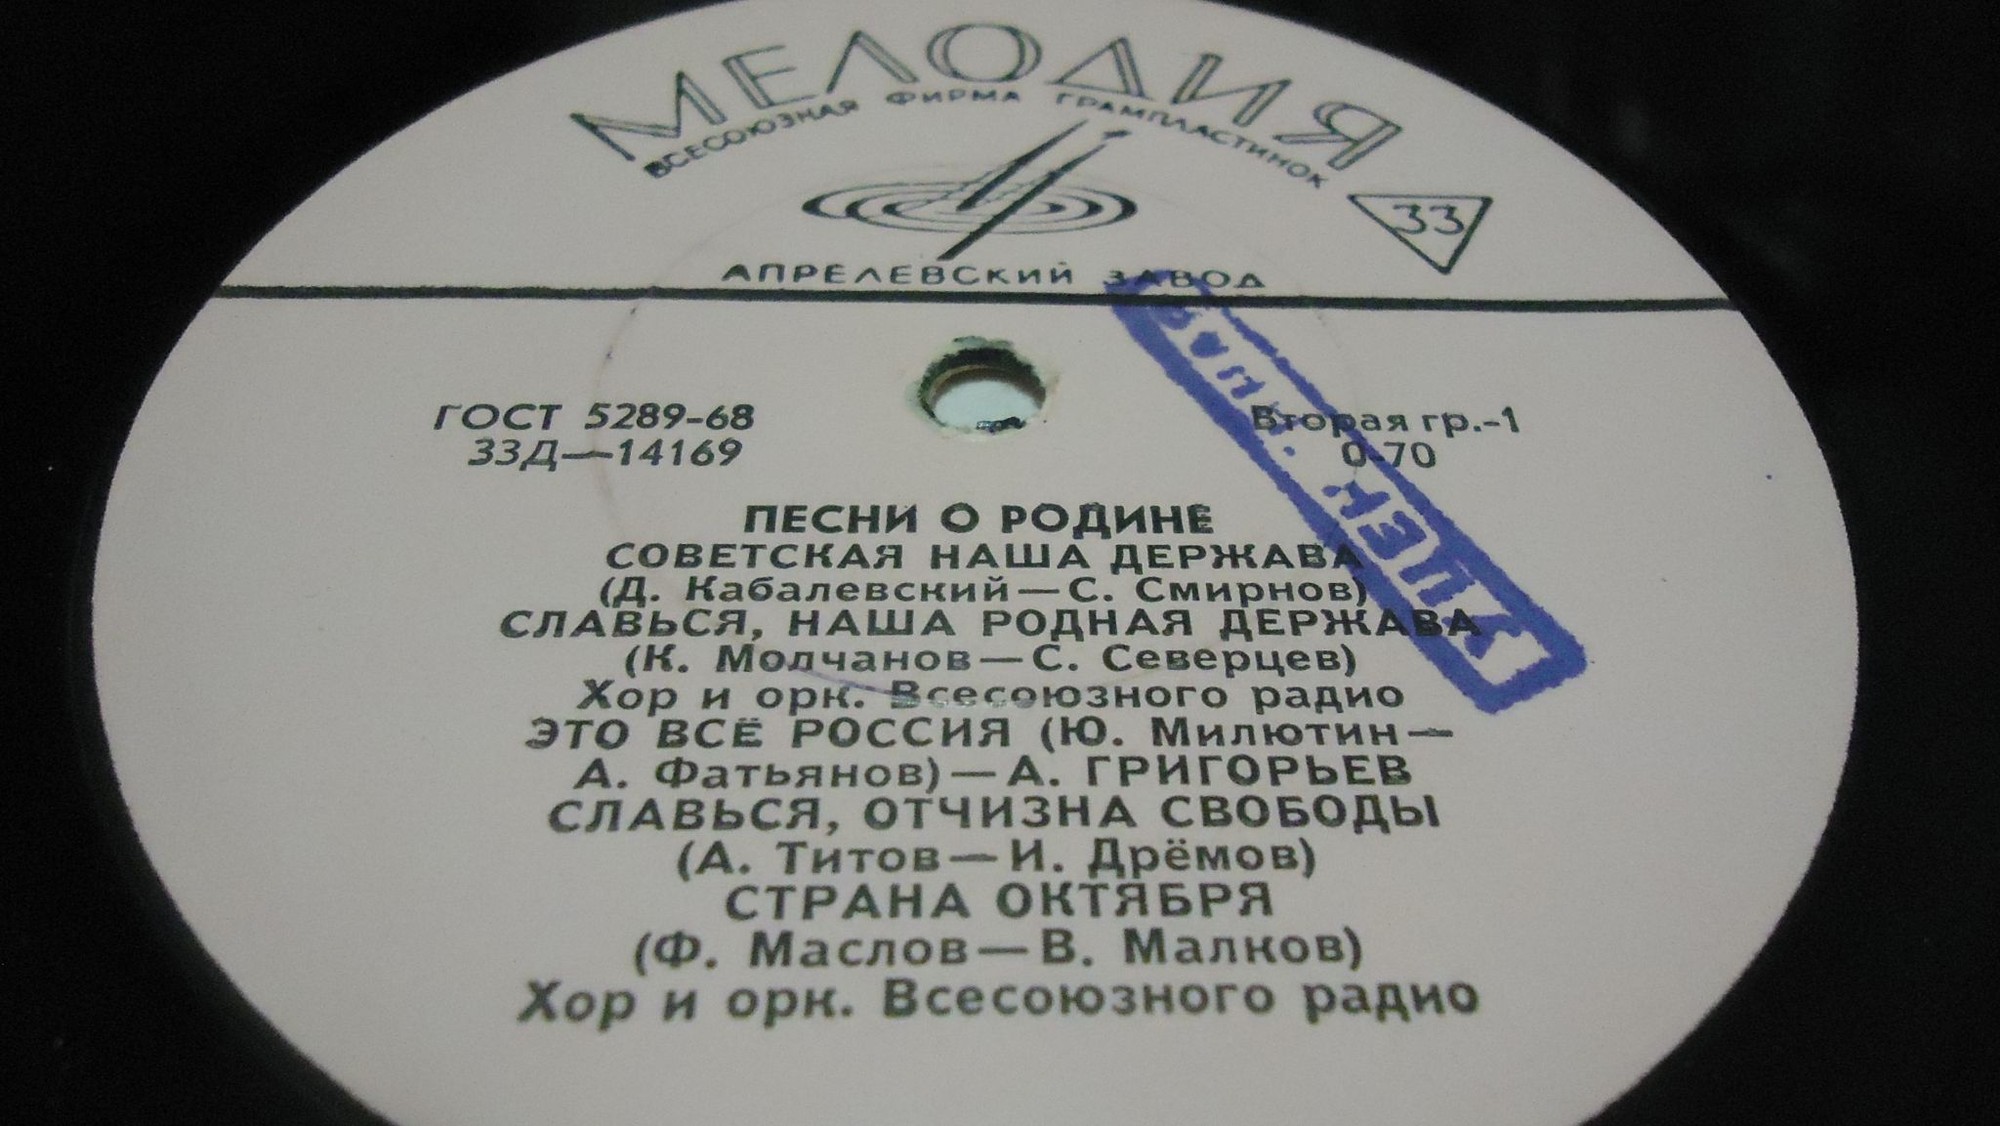 МЕЛОДИЯ
ВСЕСОЮЗНАЯ ФИРМА ГРАМПЛАСТИНОК
33
АПРЕЛЕВСКИЙ ЗАВОД
ГОСТ 5289-68
33Д—14169
Вторая гр.-1
0-70
ПЕСНИ О РОДИНЕ
СОВЕТСКАЯ НАША ДЕРЖАВА
(Д. Кабалевский—С. Смирнов)
СЛАВЬСЯ, НАША РОДНАЯ ДЕРЖАВА
(К. Молчанов—С. Северцев)
Хор и орк. Всесоюзного радио
ЭТО ВСЁ РОССИЯ (Ю. Милютин—
А. Фатьянов)—А. ГРИГОРЬЕВ
СЛАВЬСЯ, ОТЧИЗНА СВОБОДЫ
(А. Титов—И. Дрёмов)
СТРАНА ОКТЯБРЯ
(Ф. Маслов—В. Малков)
Хор и орк. Всесоюзного радио